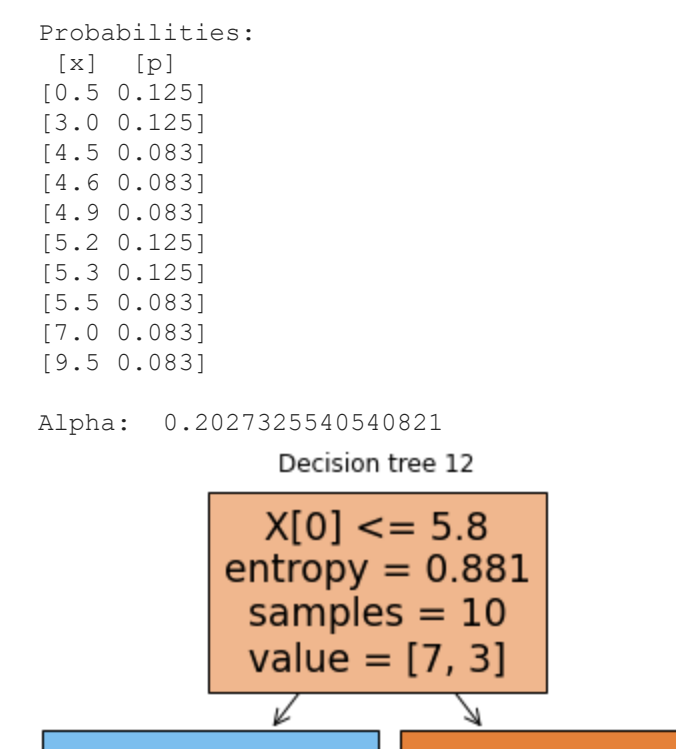 Probabilities:
[x] [p]
[0.5 0.125]
[3.0 0.125]
[4.5 0.083]
[4.6 0.083]
[4.9 0.083]
[5.2 0.125]
[5.3 0.125]
[5.5 0.083]
[7.0 0.083]
[9.5 0.083]
Alpha: 0.2027325540540821
Decision tree 12
X[0] <= 5.8
entropy = 0.881
samples = 10
value = [7, 3]